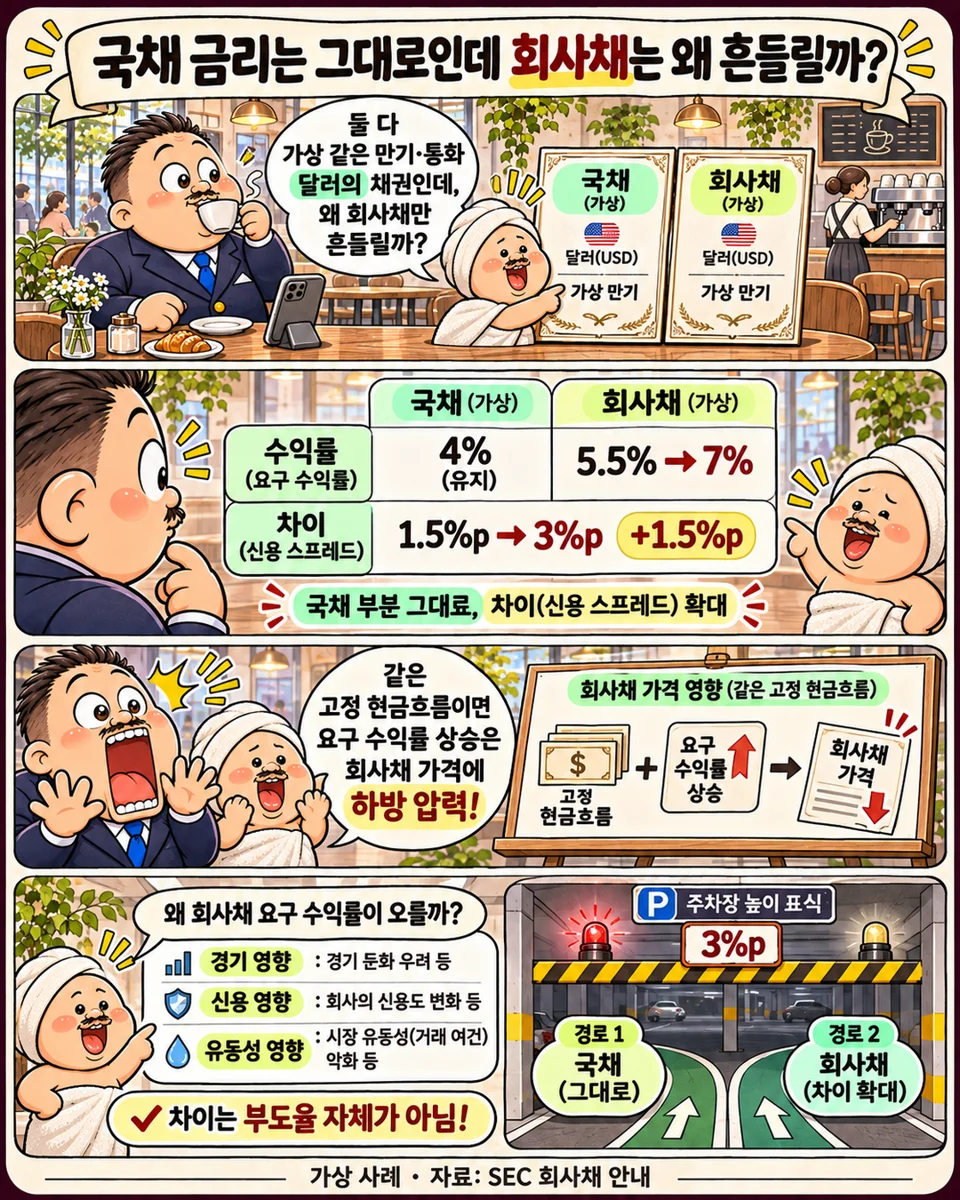 국채 금리는 그대로인데 회사채는 왜 흔들릴까?
둘 다
가상 같은 만기·통화
달러의 채권인데,
왜 회사채만
흔들릴까?
국채
(가상)
달러(USD)
가상 만기
회사채
(가상)
달러(USD)
가상 만기
국채 (가상)
회사채 (가상)
수익률
(요구 수익률)
4%
(유지)
5.5% → 7%
차이
(신용 스프레드)
1.5%p → 3%p +1.5%p
국채 부분 그대로, 차이(신용 스프레드) 확대
같은
고정 현금흐름이면
요구 수익률 상승은
회사채 가격에
하방 압력!
회사채 가격 영향 (같은 고정 현금흐름)
$
고정
현금흐름
+
요구
수익률
상승
→
회사채
가격
왜 회사채 요구 수익률이 오를까?
경기 영향 : 경기 둔화 우려 등
신용 영향 : 회사의 신용도 변화 등
유동성 영향 : 시장 유동성(거래 여건)
악화 등
✓ 차이는 부도율 자체가 아님!
P 주차장 높이 표식
3%p
경로 1
국채
(그대로)
경로 2
회사채
(차이 확대)
가상 사례 · 자료: SEC 회사채 안내